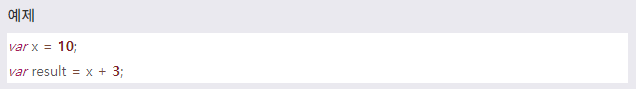 예제
var x = 10;
var result = x + 3;